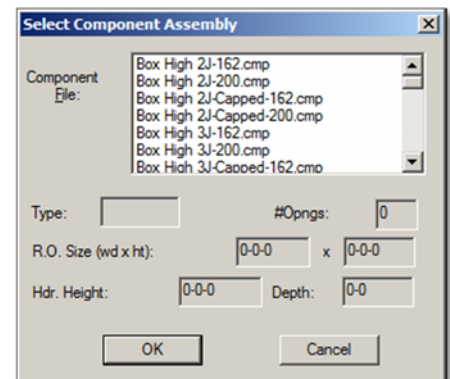 Select Component Assembly
Component
File:
Box High 2J-162.cmp
Box High 2J-200.cmp
Box High 2J-Capped-162.cmp
Box High 2J-Capped-200.cmp
Box High 3J-162.cmp
Box High 3J-200.cmp
Box High 3J-Capped-162.cmp
Type: #Opngs: 0
R.O. Size (wd x ht): 0-0-0 x 0-0-0
Hdr. Height: 0-0-0 Depth: 0-0
OK Cancel